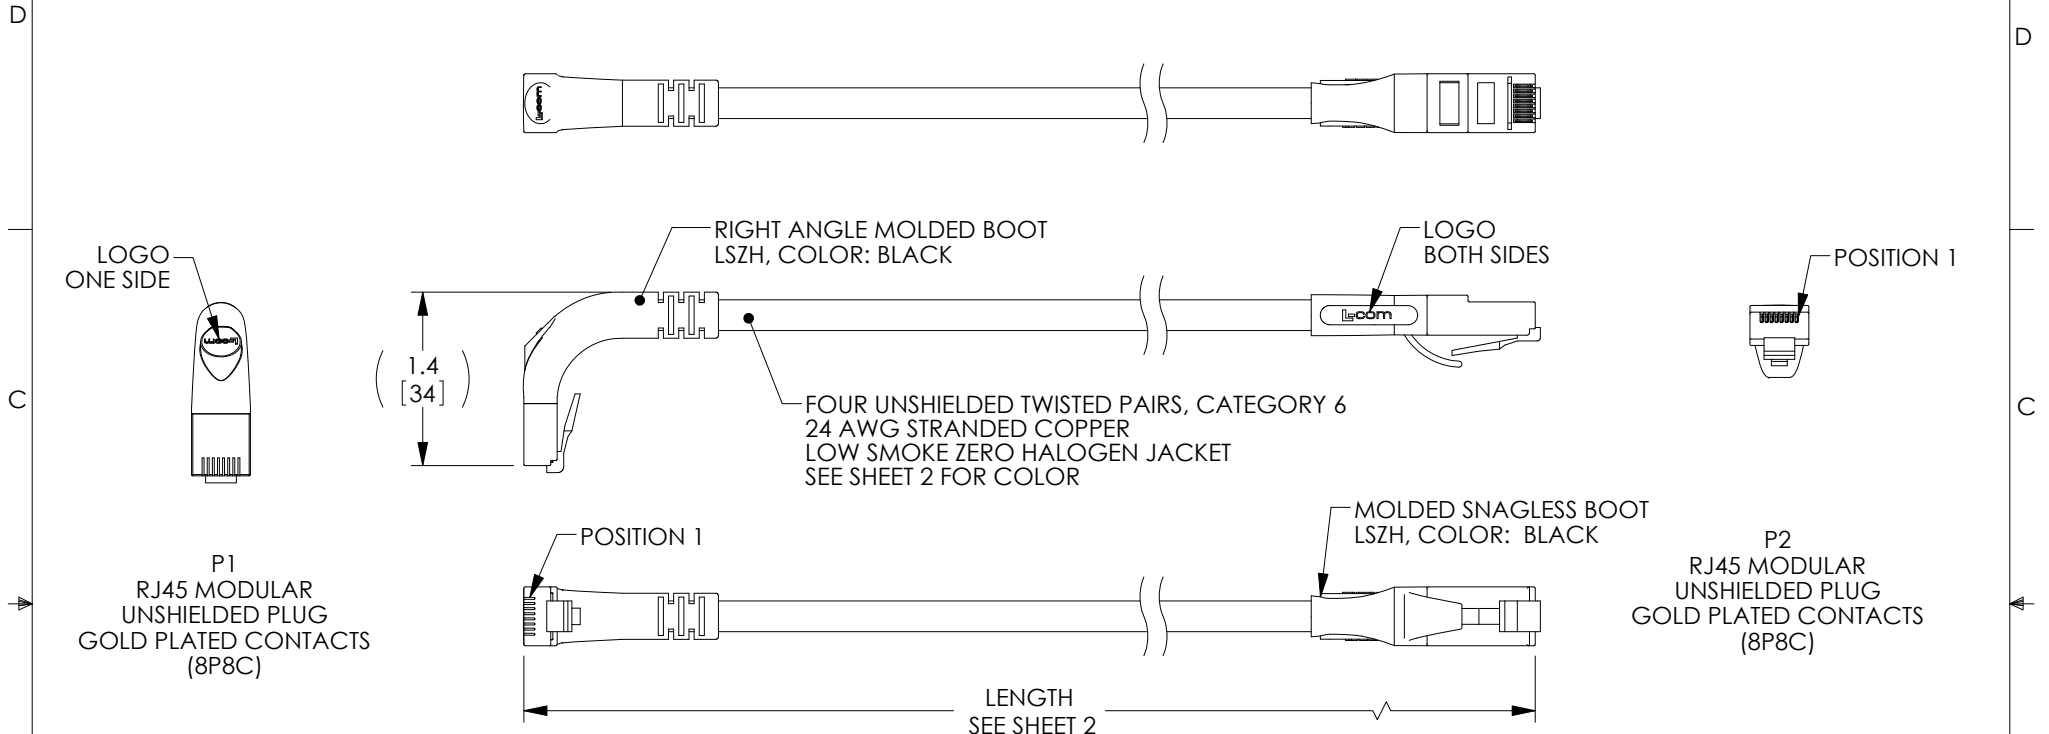 D
D
L-com
RIGHT ANGLE MOLDED BOOT
LSZH, COLOR: BLACK
LOGO
BOTH SIDES
LOGO
ONE SIDE
POSITION 1
L-com
L-com
1.4
[34]
C
C
FOUR UNSHIELDED TWISTED PAIRS, CATEGORY 6
24 AWG STRANDED COPPER
LOW SMOKE ZERO HALOGEN JACKET
SEE SHEET 2 FOR COLOR
MOLDED SNAGLESS BOOT
LSZH, COLOR: BLACK
POSITION 1
P1
RJ45 MODULAR
UNSHIELDED PLUG
GOLD PLATED CONTACTS
(8P8C)
P2
RJ45 MODULAR
UNSHIELDED PLUG
GOLD PLATED CONTACTS
(8P8C)
LENGTH
SEE SHEET 2